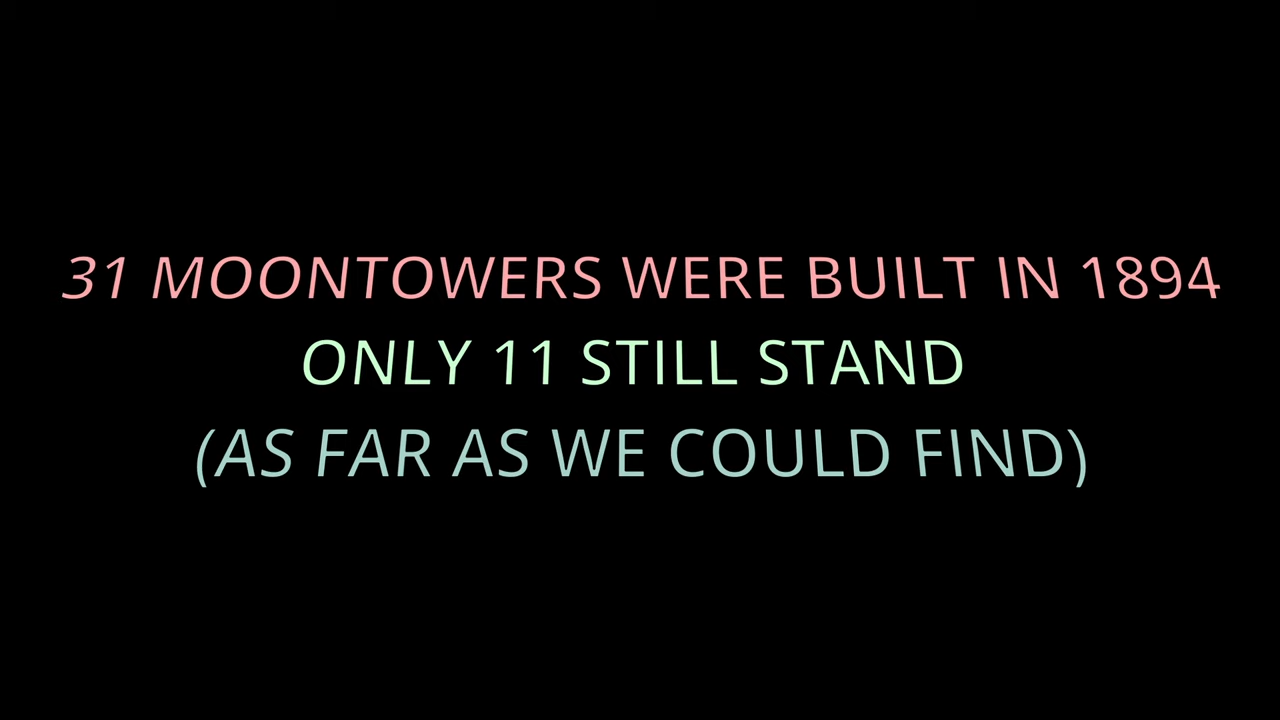 31 MOONTOWERS WERE BUILT IN 1894
ONLY 11 STILL STAND
(AS FAR AS WE COULD FIND)